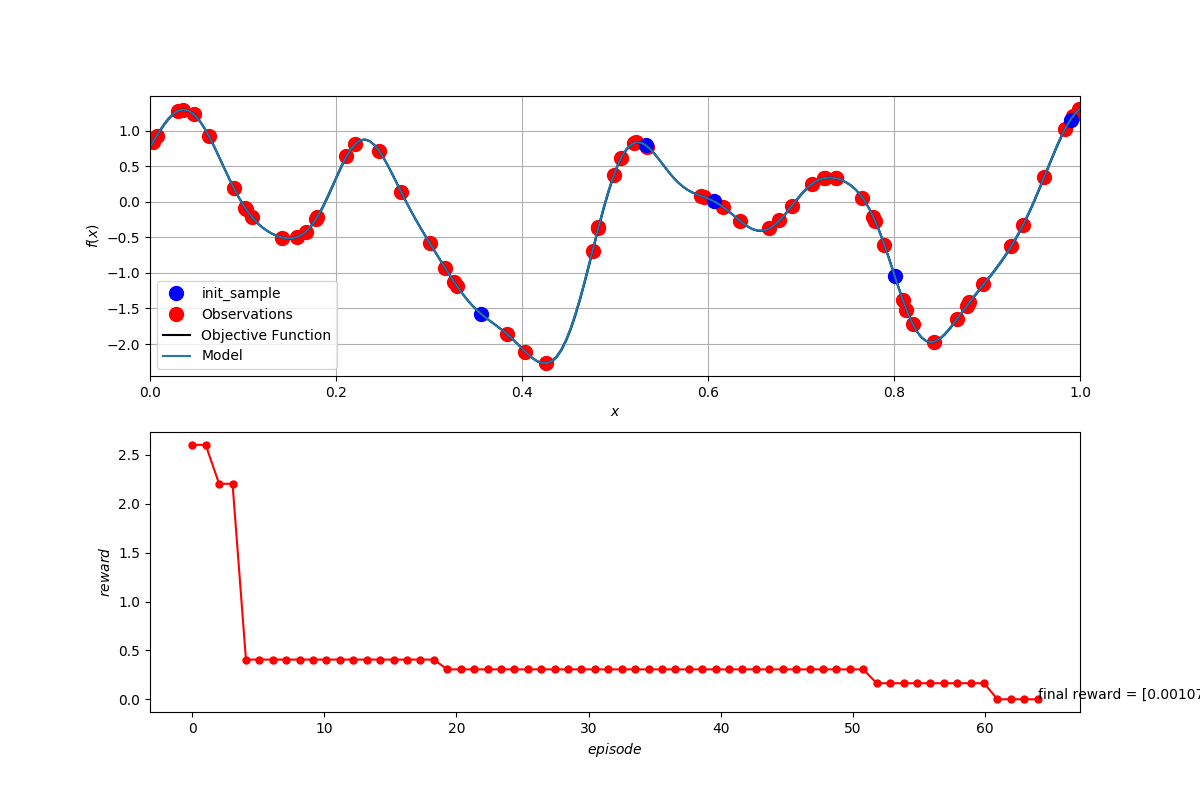 1.0
0.5
0.0
−0.5
−1.0
−1.5
−2.0
f(x)
init_sample
Observations
Objective Function
Model
0.0 0.2 0.4 0.6 0.8 1.0
x
2.5
2.0
1.5
1.0
0.5
0.0
reward
final reward = [0.00107
0 10 20 30 40 50 60
episode